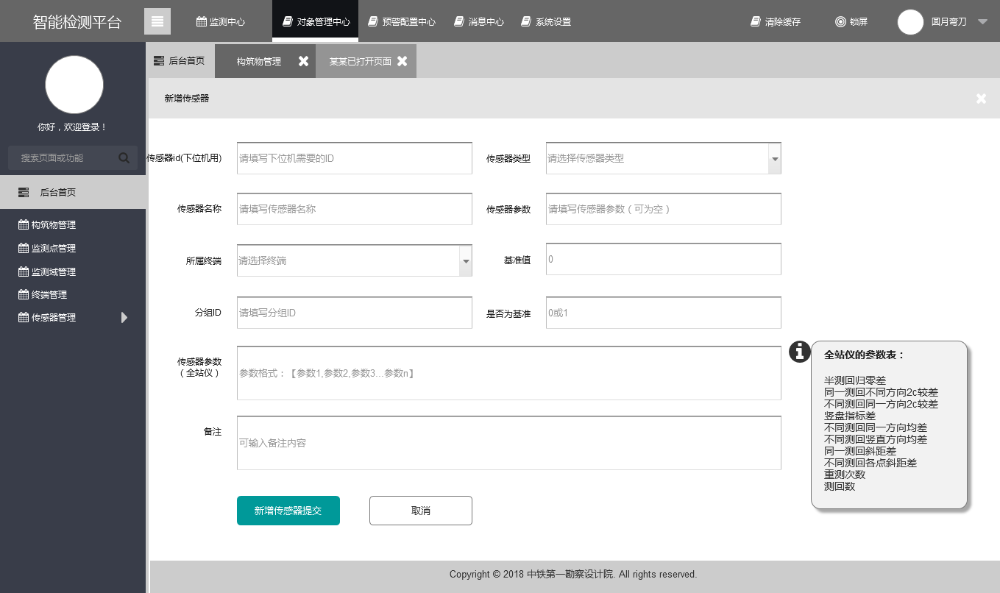 智能检测平台
监测中心
对象管理中心
预警配置中心
消息中心
系统设置
清除缓存
锁屏
圆月弯刀
后台首页
构筑物管理
某某已打开页面
你好，欢迎登录！
搜索页面或功能
后台首页
构筑物管理
监测点管理
监测域管理
终端管理
传感器管理
新增传感器
传感器id(下位机用)
请填写下位机需要的ID
传感器类型
请选择传感器类型
传感器名称
请填写传感器名称
传感器参数
请填写传感器参数（可为空）
所属终端
请选择终端
基准值
0
分组ID
请填写分组ID
是否为基准
0或1
传感器参数
（全站仪）
参数格式：【参数1,参数2,参数3...参数n】
备注
可输入备注内容
新增传感器提交
取消
全站仪的参数表：
半测回归零差
同一测回不同方向2c较差
不同测回同一方向2c较差
竖盘指标差
不同测回同一方向均差
不同测回竖直方向均差
同一测回斜距差
不同测回各点斜距差
重测次数
测回数
Copyright © 2018 中铁第一勘察设计院. All rights reserved.